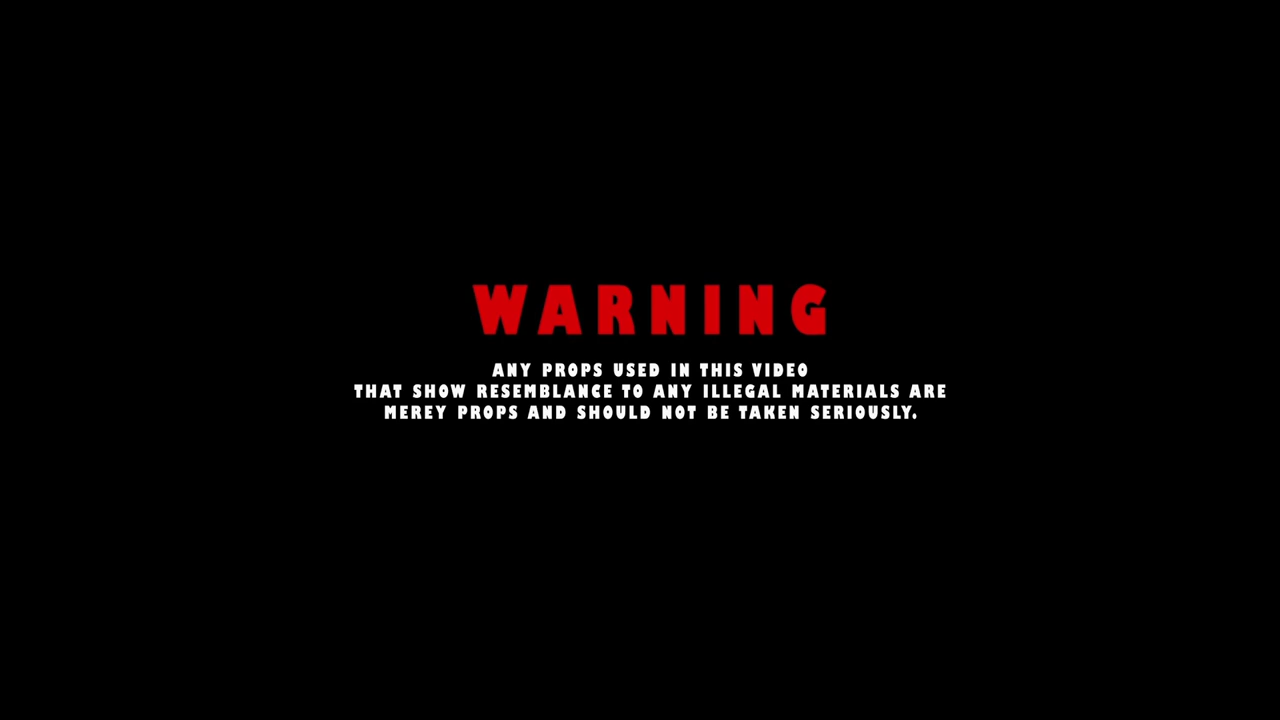 WARNING
ANY PROPS USED IN THIS VIDEO
THAT SHOW RESEMBLANCE TO ANY ILLEGAL MATERIALS ARE
MEREY PROPS AND SHOULD NOT BE TAKEN SERIOUSLY.